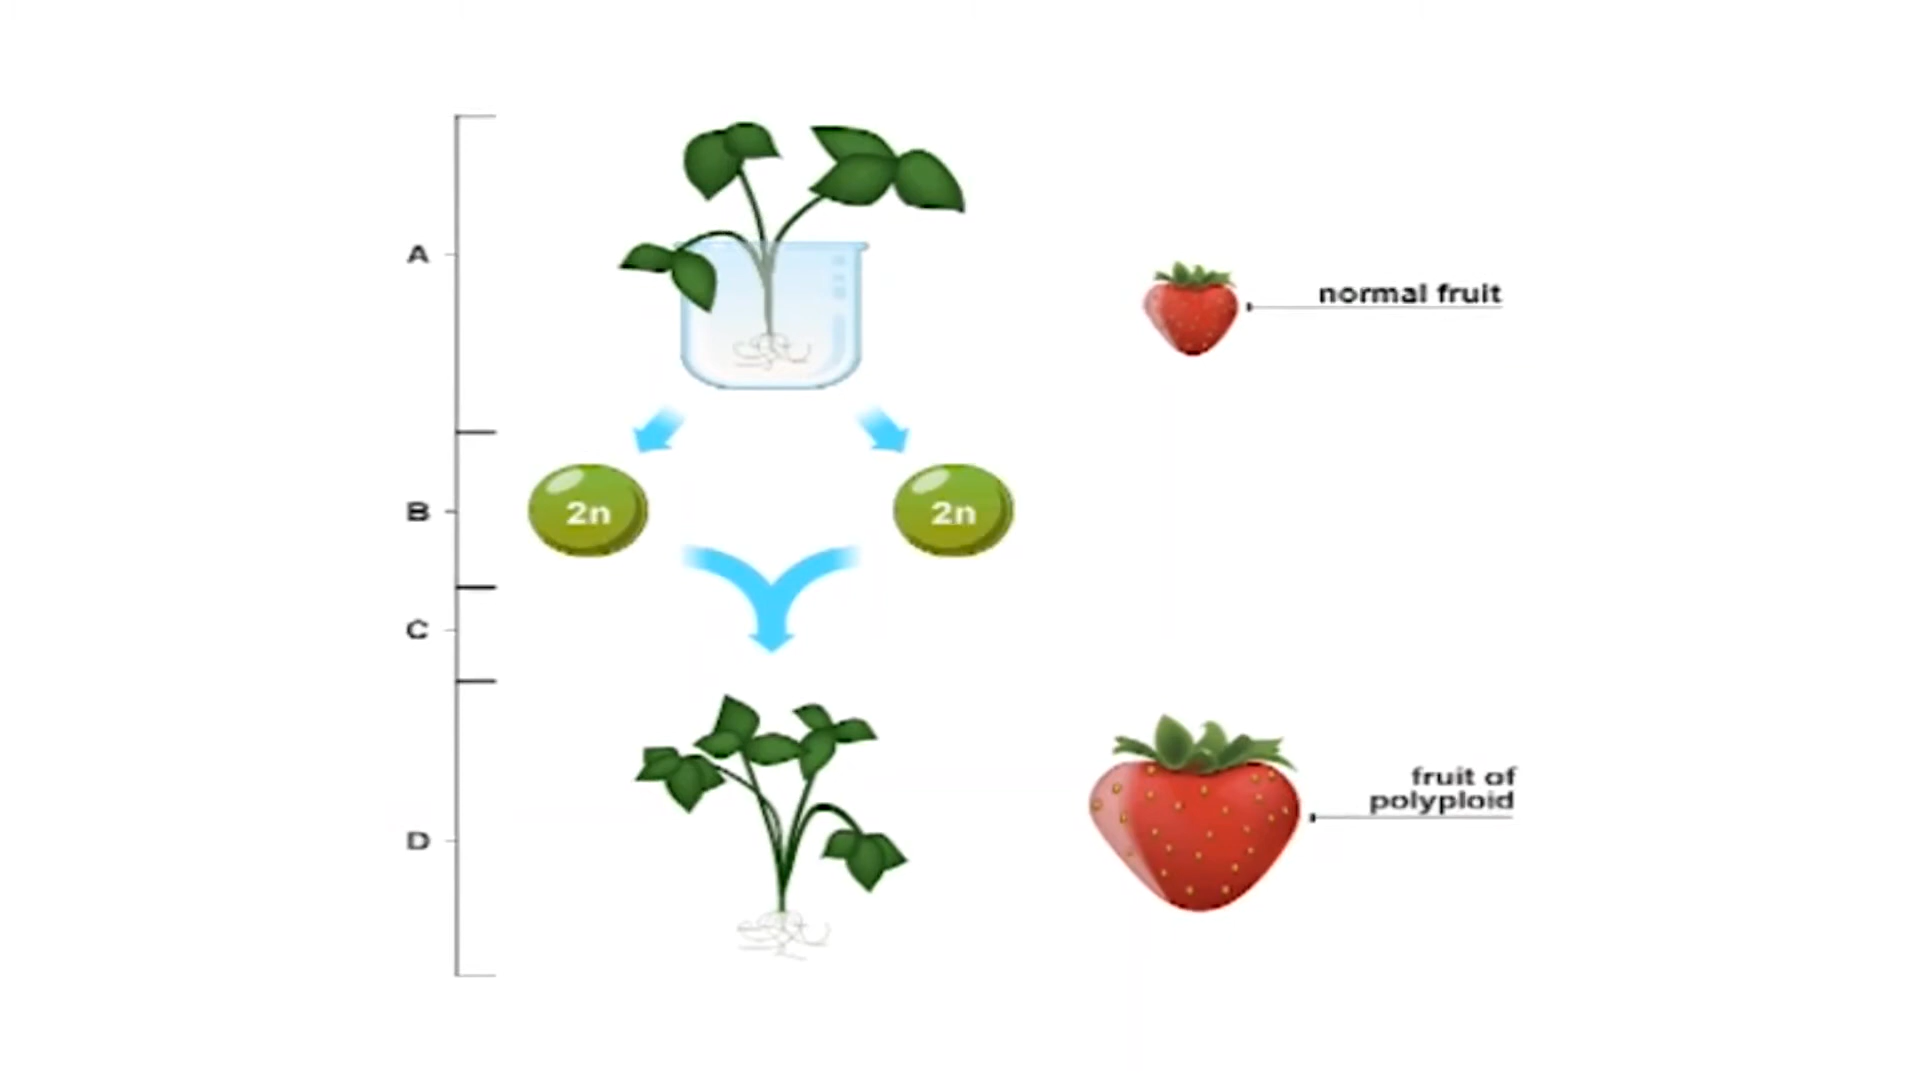 A
normal fruit
B
2n
2n
C
D
fruit of
polyploid